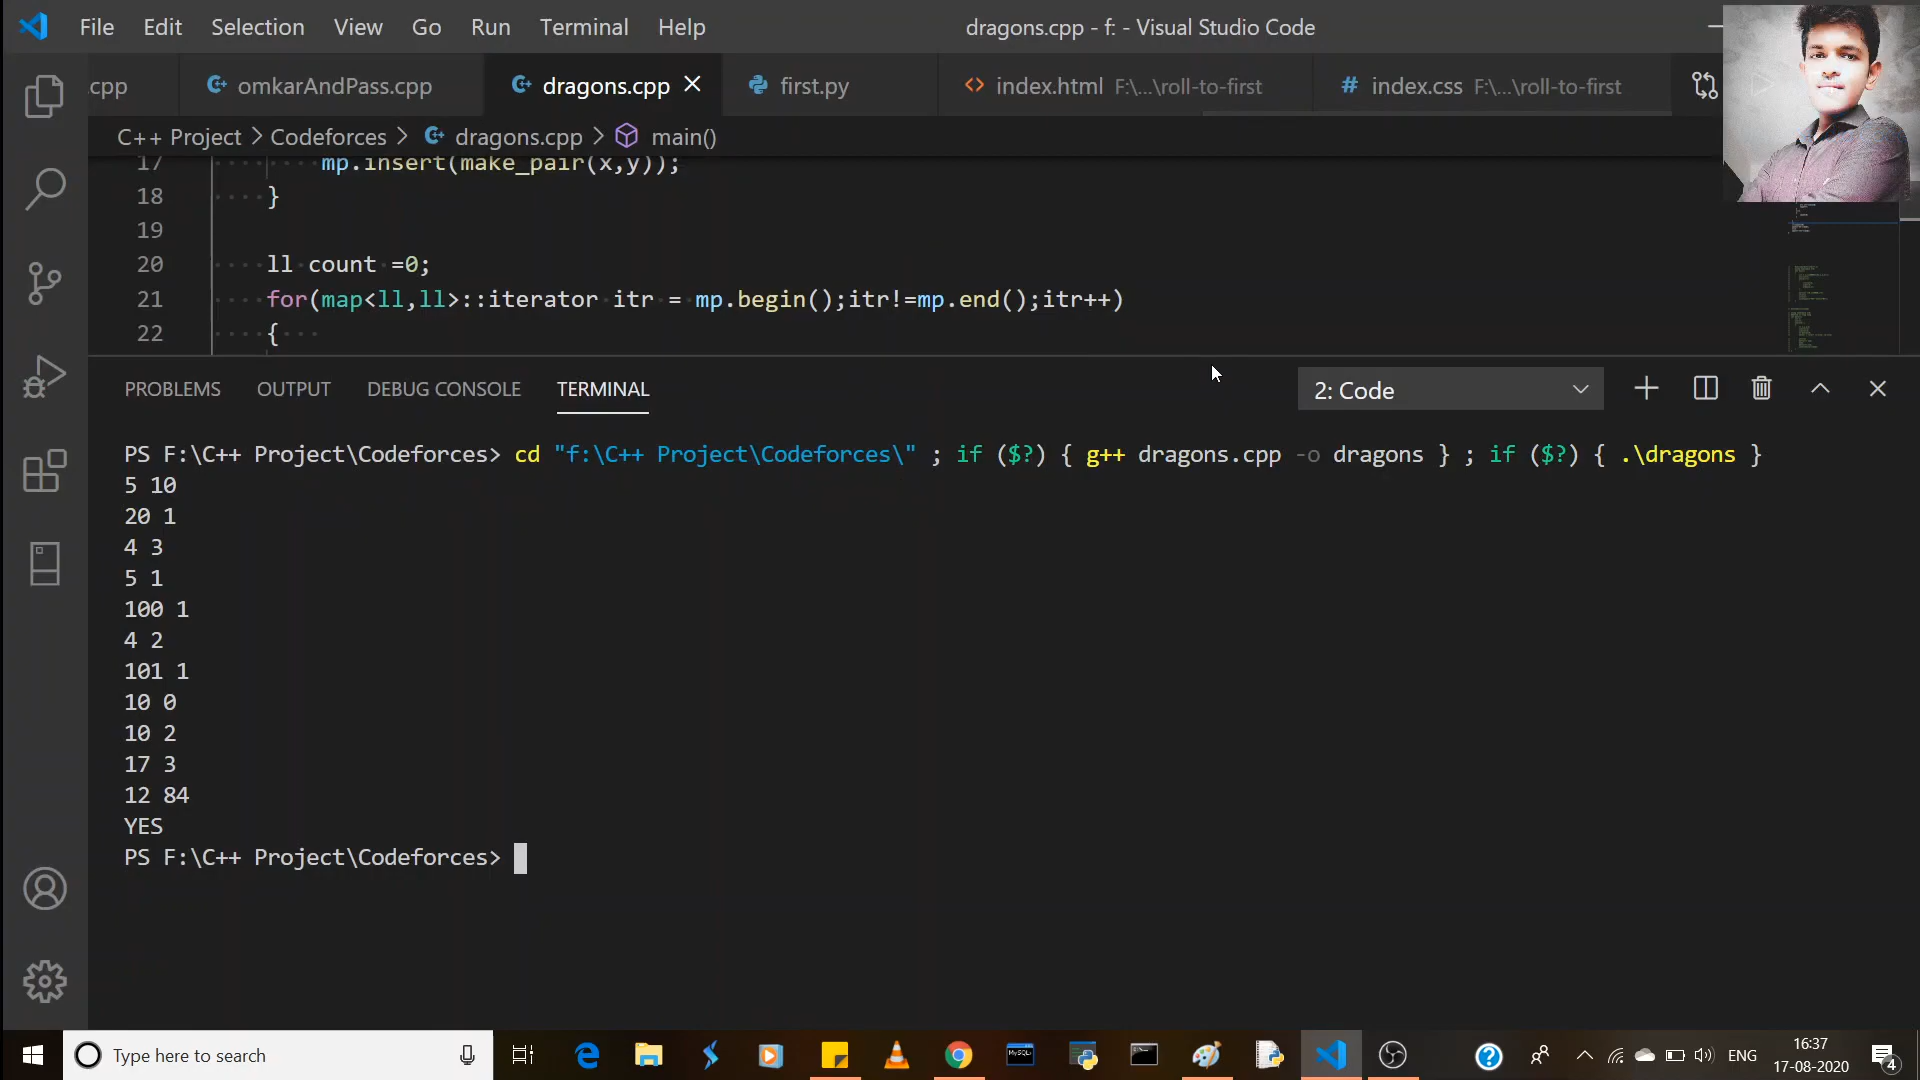 File Edit Selection View Go Run Terminal Help dragons.cpp - f: - Visual Studio Code
.cpp omkarAndPass.cpp dragons.cpp first.py index.html F:\...\roll-to-first index.css F:\...\roll-to-first
C++ Project > Codeforces > dragons.cpp > main()
17 mp.insert(make_pair(x,y));
18 }
19
20 ll count =0;
21 for(map<ll,ll>::iterator itr = mp.begin();itr!=mp.end();itr++)
22 {
PROBLEMS OUTPUT DEBUG CONSOLE TERMINAL 2: Code
PS F:\C++ Project\Codeforces> cd "f:\C++ Project\Codeforces\" ; if ($?) { g++ dragons.cpp -o dragons } ; if ($?) { .\dragons }
5 10
20 1
4 3
5 1
100 1
4 2
101 1
10 0
10 2
17 3
12 84
YES
PS F:\C++ Project\Codeforces>
Type here to search
MySQL
ENG
16:37
17-08-2020
4